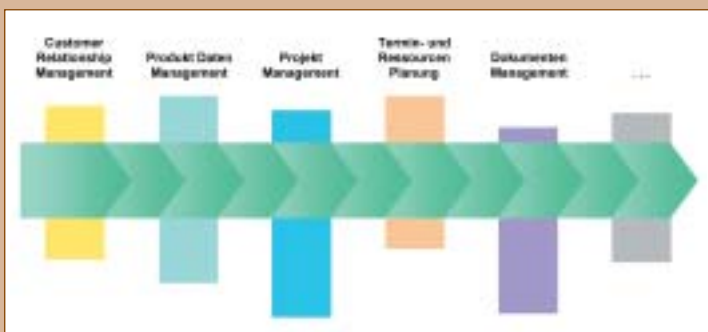 Customer
Relationship
Management
Produkt Daten
Management
Projekt
Management
Termin- und
Ressourcen
Planung
Dokumenten
Management
....